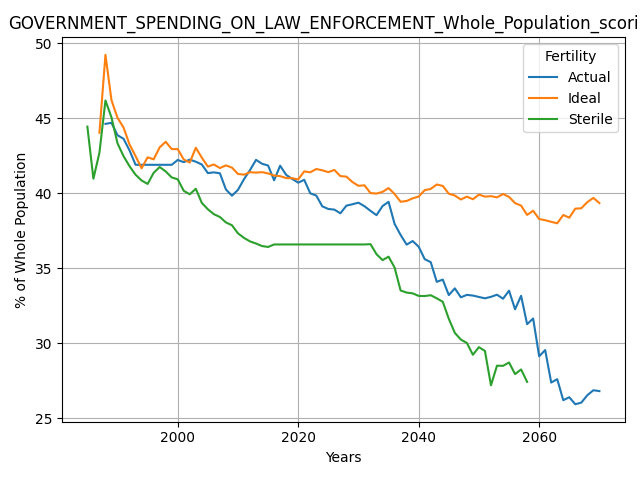 GOVERNMENT_SPENDING_ON_LAW_ENFORCEMENT_Whole_Population_scori
50
45
40
35
30
25
% of Whole Population
Fertility
Actual
Ideal
Sterile
2000 2020 2040 2060
Years